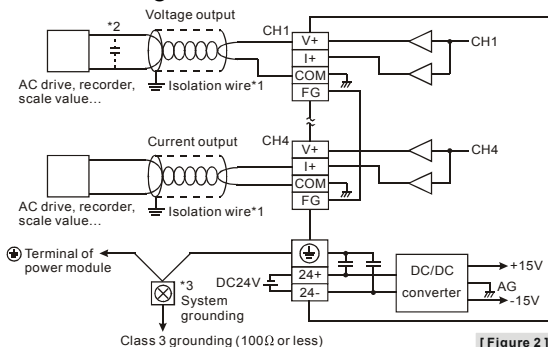 Voltage output
*2
CH1
V+
CH1
I+
COM
FG
AC drive, recorder,
scale value...
Isolation wire*1
Current output
CH4
V+
CH4
I+
COM
FG
AC drive, recorder,
scale value...
Isolation wire*1
Terminal of
power module
*3
System
grounding
DC24V
24+
24-
DC/DC
converter
+15V
AG
-15V
Class 3 grounding (100Ω or less)
[ Figure 2 ]